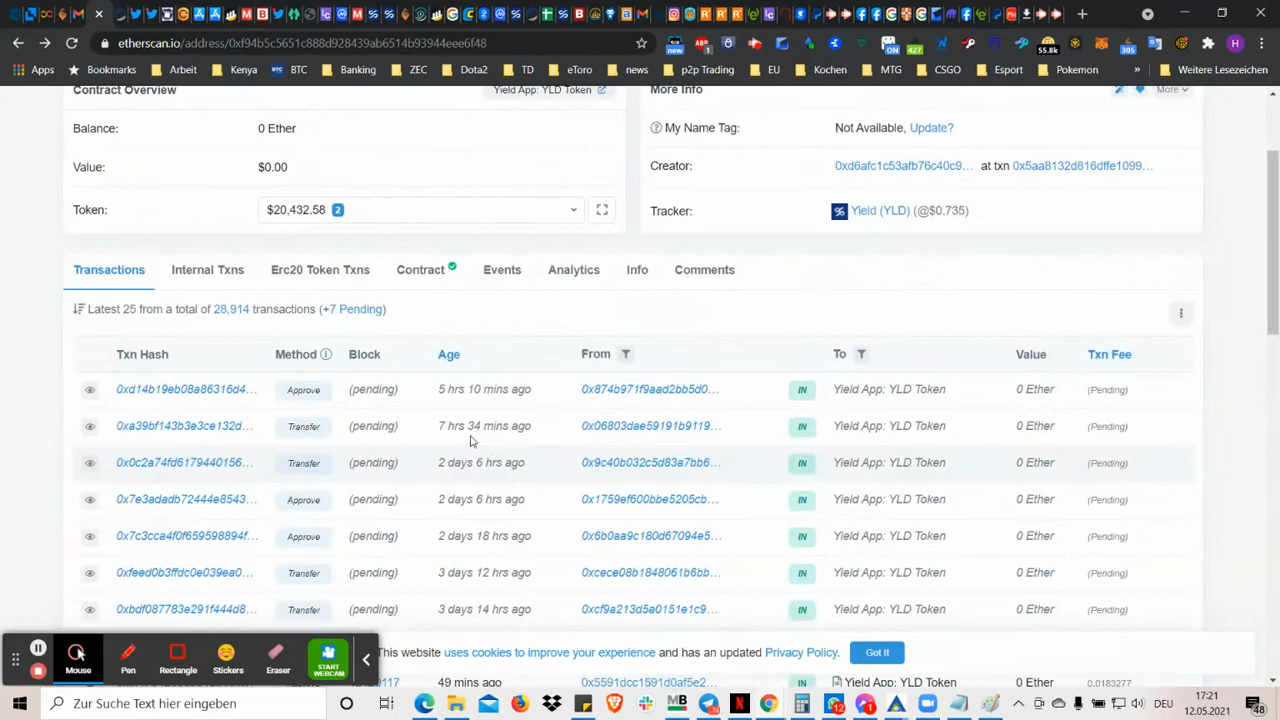 etherscan.io/address/0xf94b5c5651c888d928439ab6514b93944eee6f48
new
1
ON
427
55.8k
305
H
Apps
Bookmarks
Arbeit
Kenya
BTC
BTC
Banking
ZEC
Dota2
TD
eToro
news
p2p Trading
EU
Kochen
MTG
CSGO
Esport
Pokemon
»
Weitere Lesezeichen
Contract Overview
Yield App: YLD Token
More Info
More
Balance:
0 Ether
My Name Tag:
Not Available, Update?
Value:
$0.00
Creator:
0xd6afc1c53afb76c40c9... at txn 0x5aa8132d816dffe1099...
Token:
$20,432.58 2
Tracker:
Yield (YLD) (@$0.735)
Transactions
Internal Txns
Erc20 Token Txns
Contract
Events
Analytics
Info
Comments
Latest 25 from a total of 28,914 transactions (+7 Pending)
Txn Hash Method Block Age From To Value Txn Fee
0xd14b19eb08a86316d4... Approve (pending) 5 hrs 10 mins ago 0x874b971f9aad2bb5d0... IN Yield App: YLD Token 0 Ether (Pending)
0xa39bf143b3e3ce132d... Transfer (pending) 7 hrs 34 mins ago 0x06803dae59191b9119... IN Yield App: YLD Token 0 Ether (Pending)
0x0c2a74fd6179440156... Transfer (pending) 2 days 6 hrs ago 0x9c40b032c5d83a7bb6... IN Yield App: YLD Token 0 Ether (Pending)
0x7e3adadb72444e8543... Approve (pending) 2 days 6 hrs ago 0x1759ef600bbe5205cb... IN Yield App: YLD Token 0 Ether (Pending)
0x7c3cca4f0f659598894f... Approve (pending) 2 days 18 hrs ago 0x6b0aa9c180d67094e5... IN Yield App: YLD Token 0 Ether (Pending)
0xfeed0b3ffdc0e039ea0... Transfer (pending) 3 days 12 hrs ago 0xcece08b1848061b6bb... IN Yield App: YLD Token 0 Ether (Pending)
0xbdf087783e291f444d8... Transfer (pending) 3 days 14 hrs ago 0xcf9a213d5a0151e1c9... IN Yield App: YLD Token 0 Ether (Pending)
This website uses cookies to improve your experience and has an updated Privacy Policy.
Got It
Mouse
Pen
Rectangle
Stickers
Eraser
START
WEBCAM
49 mins ago 0x5591dcc1591d0af5e2... Yield App: YLD Token 0.0183277
Zur Suche Text hier eingeben
DEU
17:21
12.05.2021
48